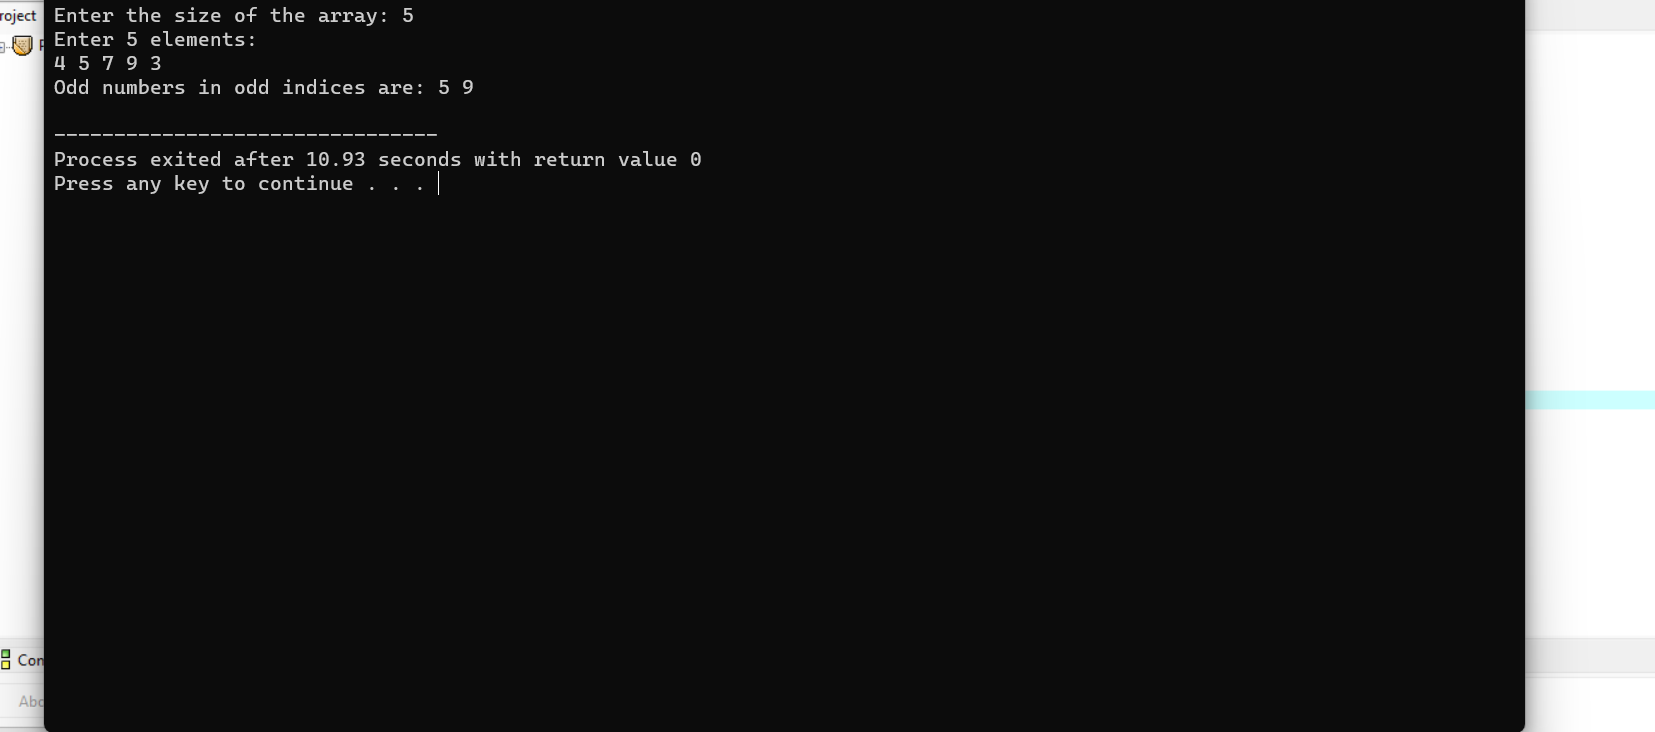 roject
Enter the size of the array: 5
Enter 5 elements:
4 5 7 9 3
Odd numbers in odd indices are: 5 9
--------------------------------
Process exited after 10.93 seconds with return value 0
Press any key to continue . . .
Con
Abo